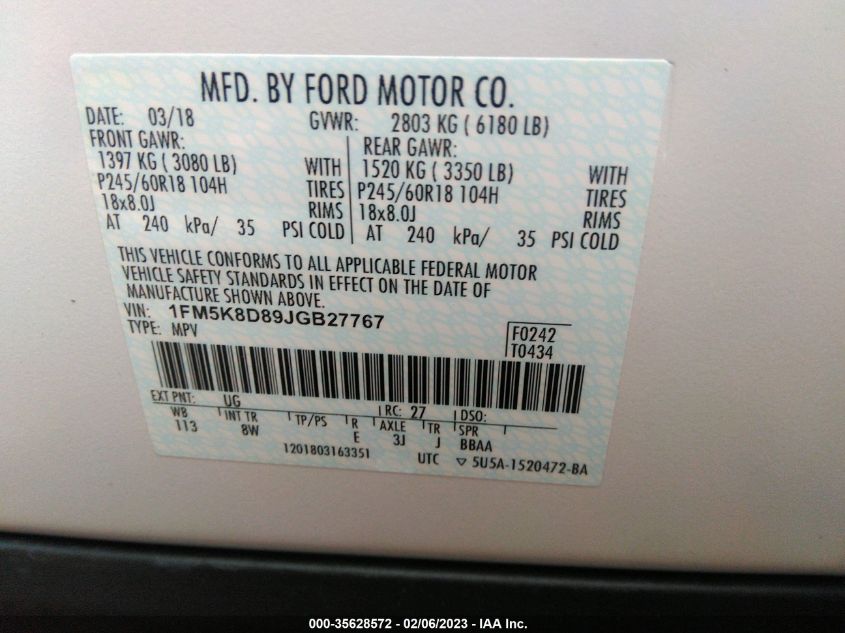 MFD. BY FORD MOTOR CO.
DATE: 03/18 GVWR: 2803 KG ( 6180 LB)
FRONT GAWR: REAR GAWR:
1397 KG ( 3080 LB) WITH 1520 KG ( 3350 LB) WITH
P245/60R18 104H TIRES P245/60R18 104H TIRES
18x8.0J RIMS 18x8.0J RIMS
AT 240 kPa/ 35 PSI COLD AT 240 kPa/ 35 PSI COLD
THIS VEHICLE CONFORMS TO ALL APPLICABLE FEDERAL MOTOR
VEHICLE SAFETY STANDARDS IN EFFECT ON THE DATE OF
MANUFACTURE SHOWN ABOVE.
VIN: 1FM5K8D89JGB27767
TYPE: MPV F0242
T0434
EXT PNT: UG RC: 27 DSO:
WB INT TR TP/PS R AXLE TR SPR
113 8W E 3J J BBAA
1201803163351 UTC ▽ 5U5A-1520472-BA
000-35628572 - 02/06/2023 - IAA Inc.